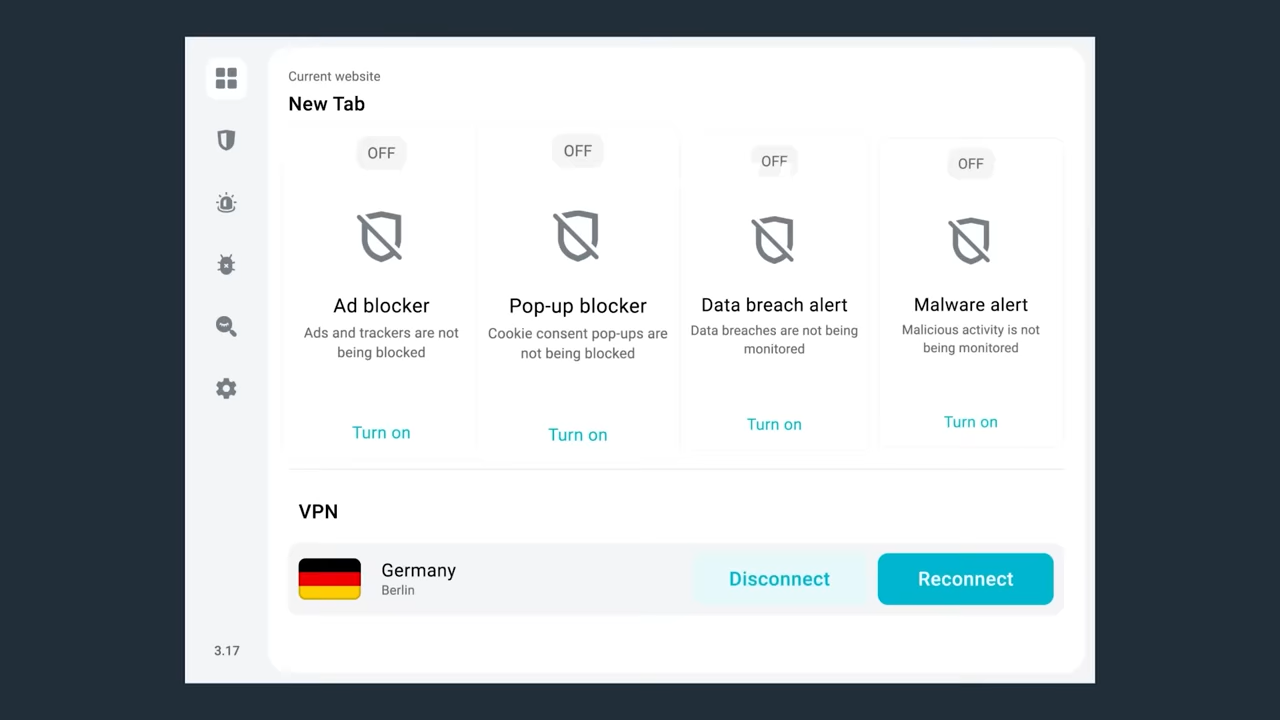 Current website
New Tab
OFF
Ad blocker
Ads and trackers are not
being blocked
Turn on
OFF
Pop-up blocker
Cookie consent pop-ups are
not being blocked
Turn on
OFF
Data breach alert
Data breaches are not being
monitored
Turn on
OFF
Malware alert
Malicious activity is not
being monitored
Turn on
VPN
Germany
Berlin
Disconnect
Reconnect
3.17